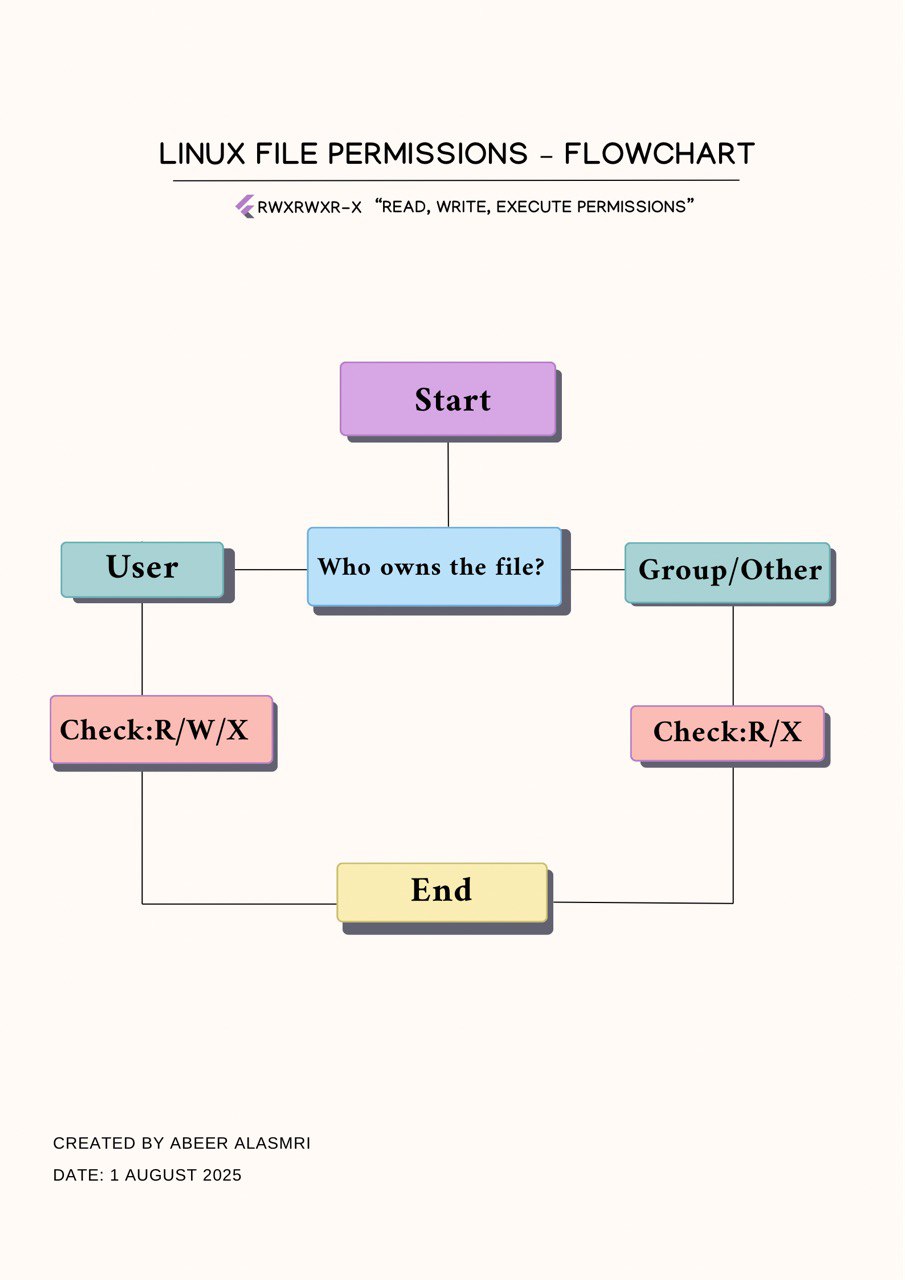 LINUX FILE PERMISSIONS – FLOWCHART
RWXRWXR-X “READ, WRITE, EXECUTE PERMISSIONS”
Start
User
Who owns the file?
Group/Other
Check:R/W/X
Check:R/X
End
CREATED BY ABEER ALASMRI
DATE: 1 AUGUST 2025